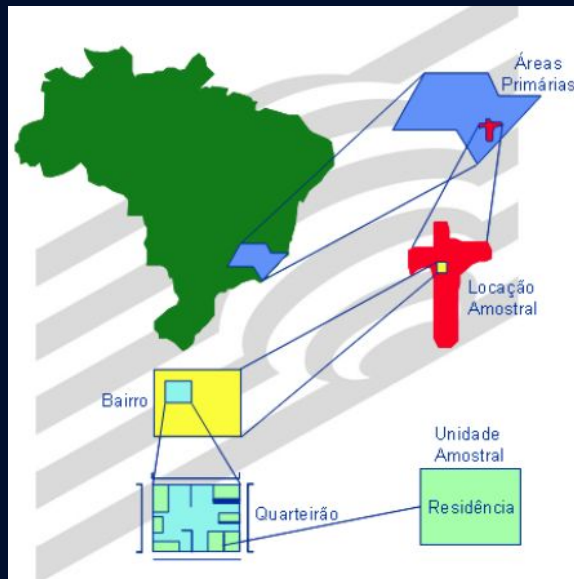 Áreas
Primárias
Locação
Amostral
Bairro
Unidade
Amostral
Quarteirão
Residência